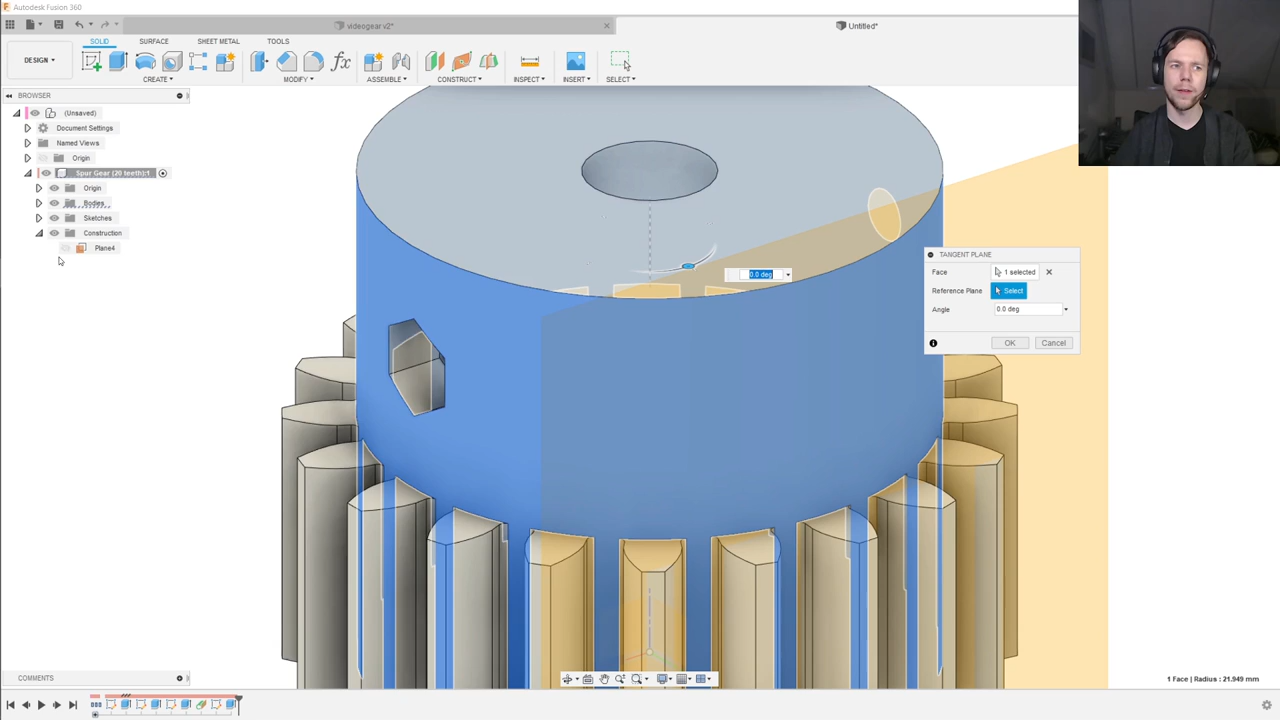 Autodesk Fusion 360
videogear v2*
Untitled*
SOLID SURFACE SHEET METAL TOOLS
DESIGN
CREATE MODIFY ASSEMBLE CONSTRUCT INSPECT INSERT SELECT
BROWSER
(Unsaved)
Document Settings
Named Views
Origin
Spur Gear (20 teeth):1
Origin
Bodies
Sketches
Construction
Plane4
0.0 deg
TANGENT PLANE
Face 1 selected
Reference Plane Select
Angle 0.0 deg
OK Cancel
COMMENTS
1 Face | Radius : 21.949 mm